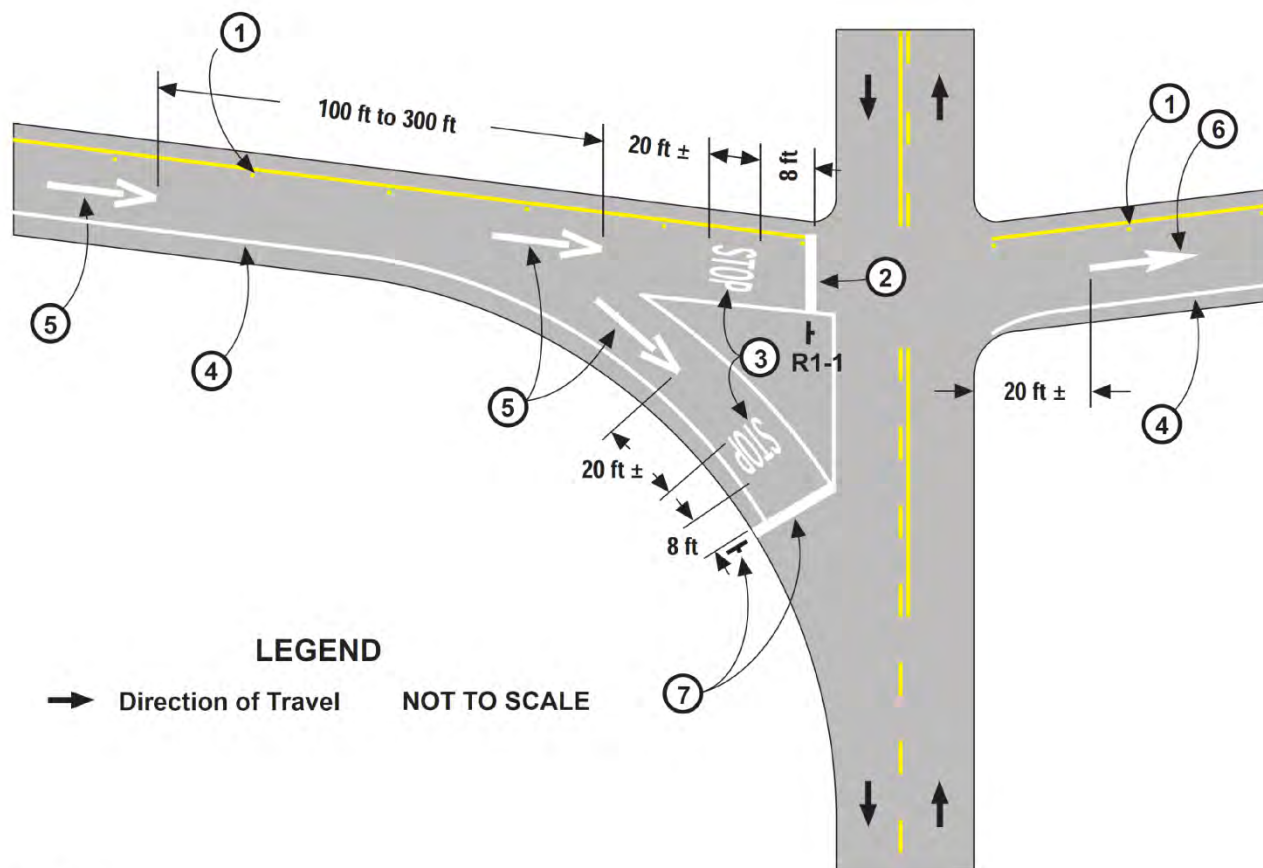 1
100 ft to 300 ft
20 ft ±
8 ft
1
6
5
STOP
2
R1-1
3
4
5
20 ft ±
4
STOP
20 ft ±
8 ft
7
LEGEND
Direction of Travel NOT TO SCALE